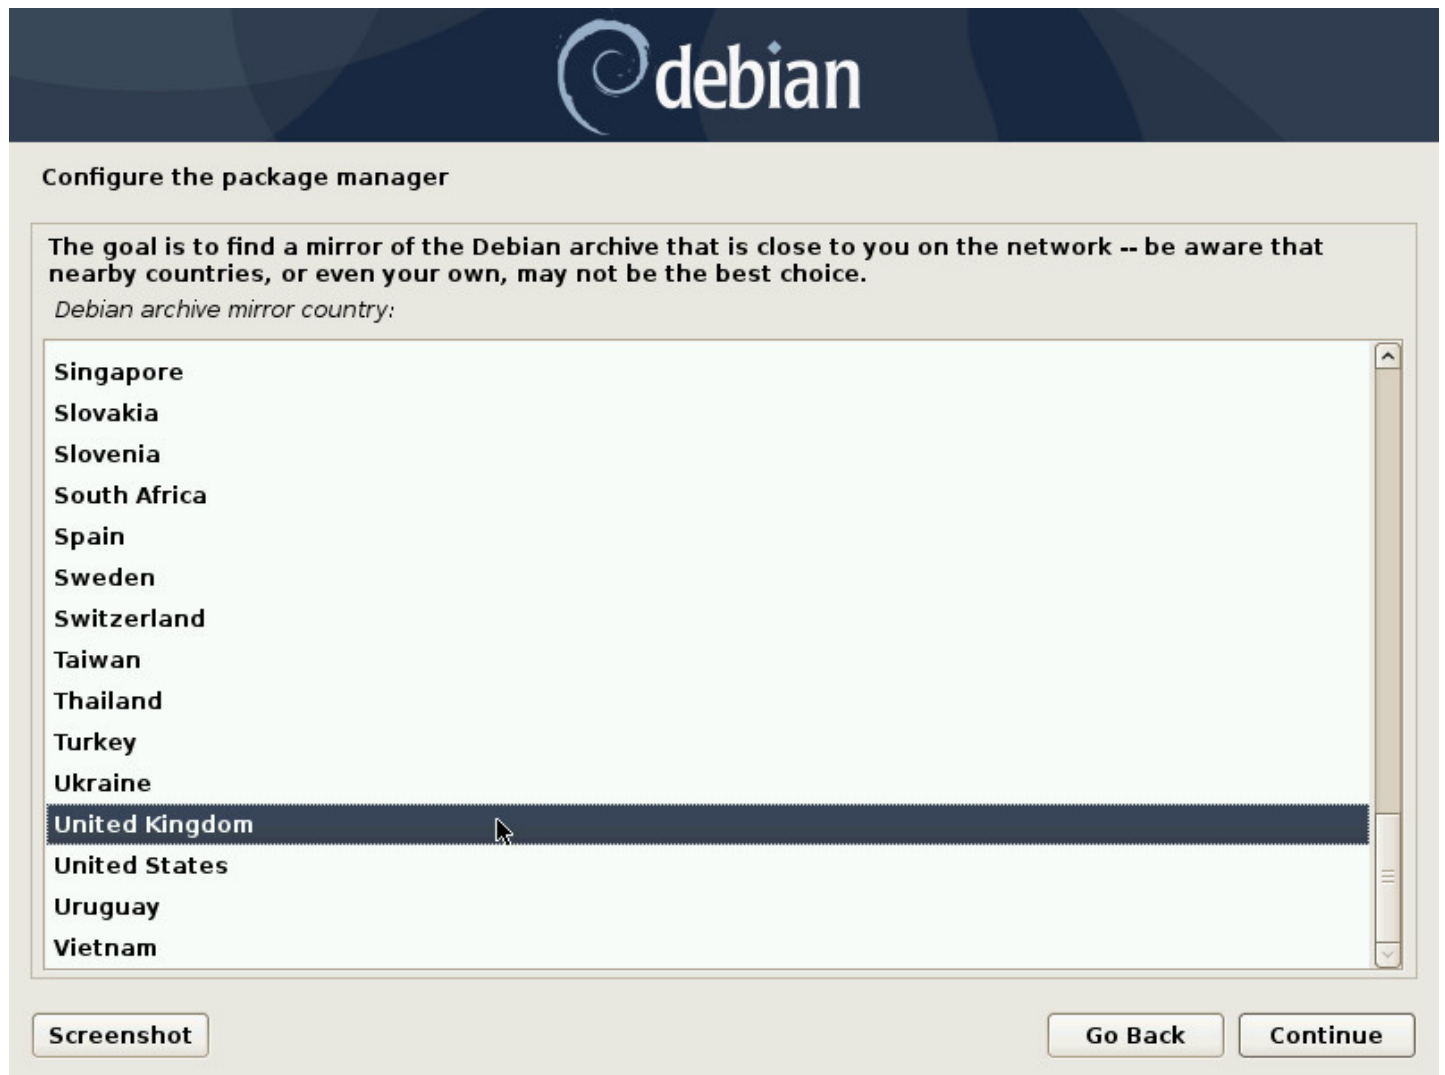 debian
Configure the package manager
The goal is to find a mirror of the Debian archive that is close to you on the network -- be aware that
nearby countries, or even your own, may not be the best choice.
Debian archive mirror country:
Singapore
Slovakia
Slovenia
South Africa
Spain
Sweden
Switzerland
Taiwan
Thailand
Turkey
Ukraine
United Kingdom
United States
Uruguay
Vietnam
Screenshot
Go Back
Continue